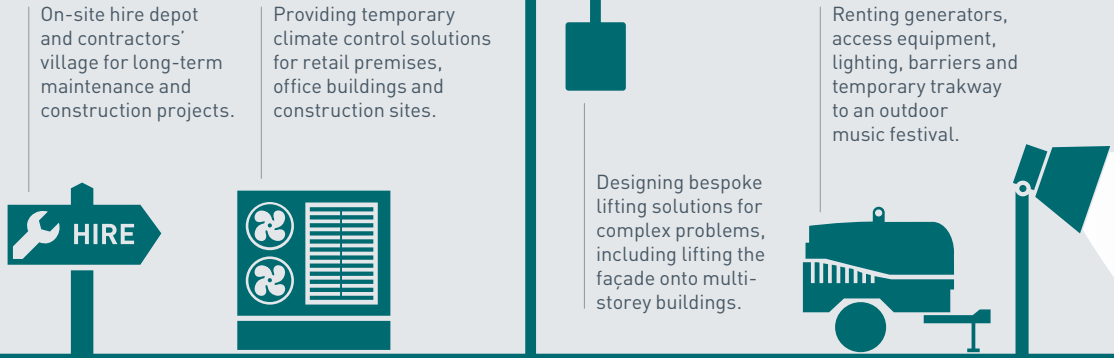 On-site hire depot
and contractors’
village for long-term
maintenance and
construction projects.
Providing temporary
climate control solutions
for retail premises,
office buildings and
construction sites.
Designing bespoke
lifting solutions for
complex problems,
including lifting the
façade onto multi-
storey buildings.
Renting generators,
access equipment,
lighting, barriers and
temporary trakway
to an outdoor
music festival.
HIRE